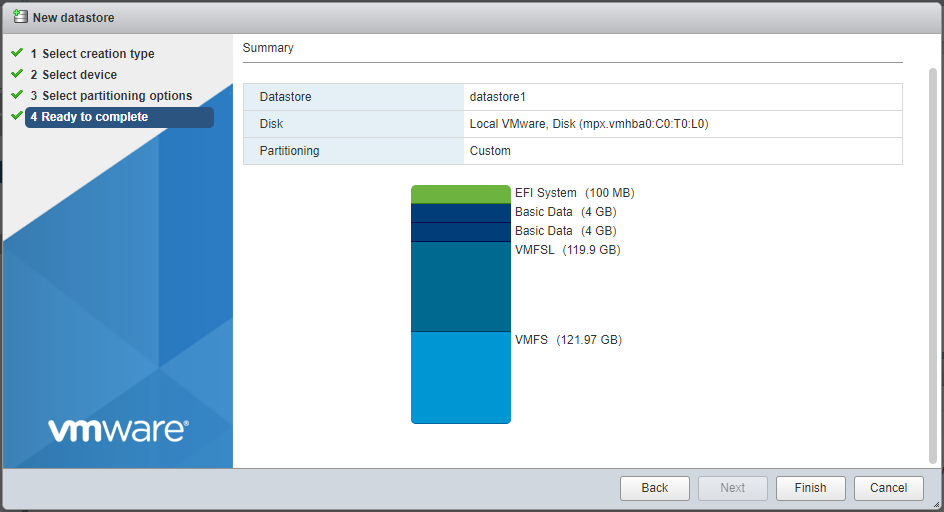 New datastore
1 Select creation type
2 Select device
3 Select partitioning options
4 Ready to complete
vmware®
Summary
Datastore datastore1
Disk Local VMware, Disk (mpx.vmhba0:C0:T0:L0)
Partitioning Custom
EFI System (100 MB)
Basic Data (4 GB)
Basic Data (4 GB)
VMFSL (119.9 GB)
VMFS (121.97 GB)
Back Next Finish Cancel